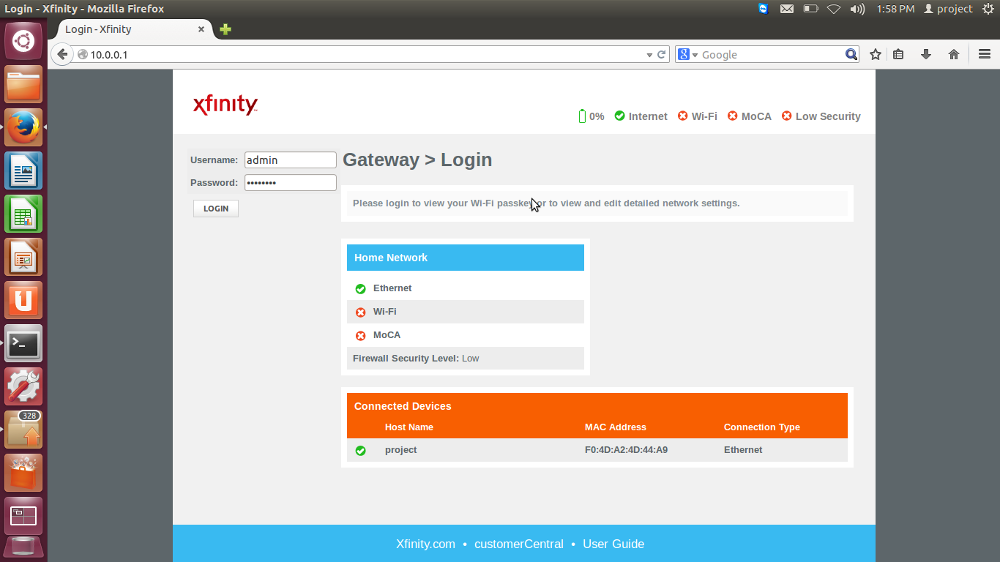 Login - Xfinity - Mozilla Firefox
1:58 PM project
Login - Xfinity
10.0.0.1
Google
xfinity™
0% Internet Wi-Fi MoCA Low Security
Username: admin
Password: ••••••••
LOGIN
Gateway > Login
Please login to view your Wi-Fi passkey or to view and edit detailed network settings.
Home Network
Ethernet
Wi-Fi
MoCA
Firewall Security Level: Low
Connected Devices
Host Name MAC Address Connection Type
project F0:4D:A2:4D:44:A9 Ethernet
328
Xfinity.com • customerCentral • User Guide